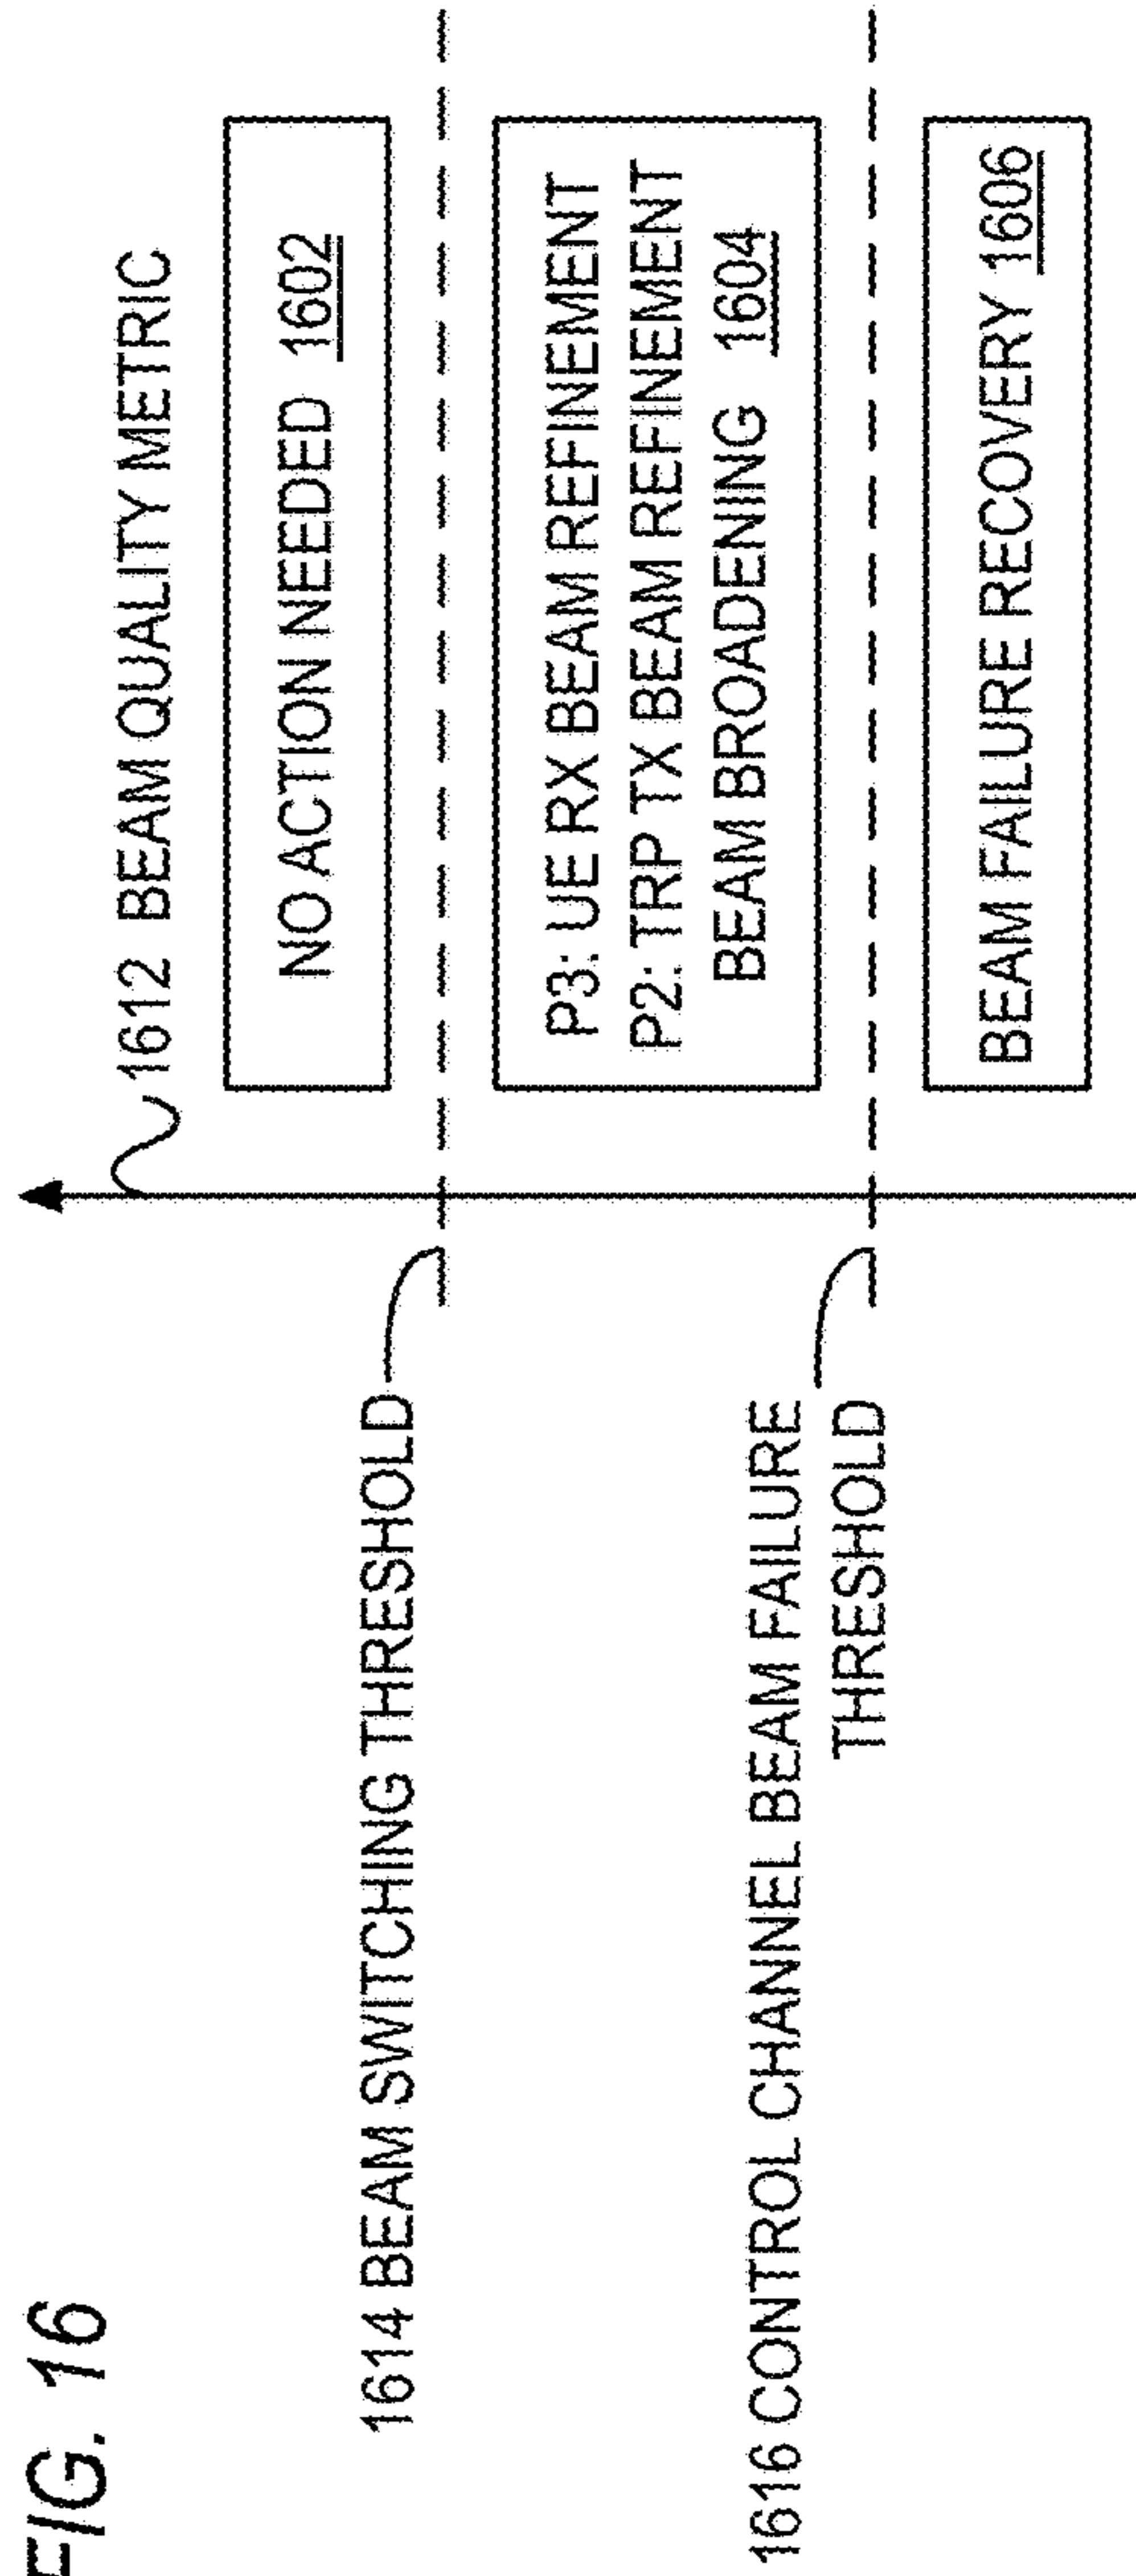 FIG. 16
1612 BEAM QUALITY METRIC
NO ACTION NEEDED 1602
1614 BEAM SWITCHING THRESHOLD
P3: UE RX BEAM REFINEMENT
P2: TRP TX BEAM REFINEMENT
BEAM BROADENING 1604
1616 CONTROL CHANNEL BEAM FAILURE
THRESHOLD
BEAM FAILURE RECOVERY 1606